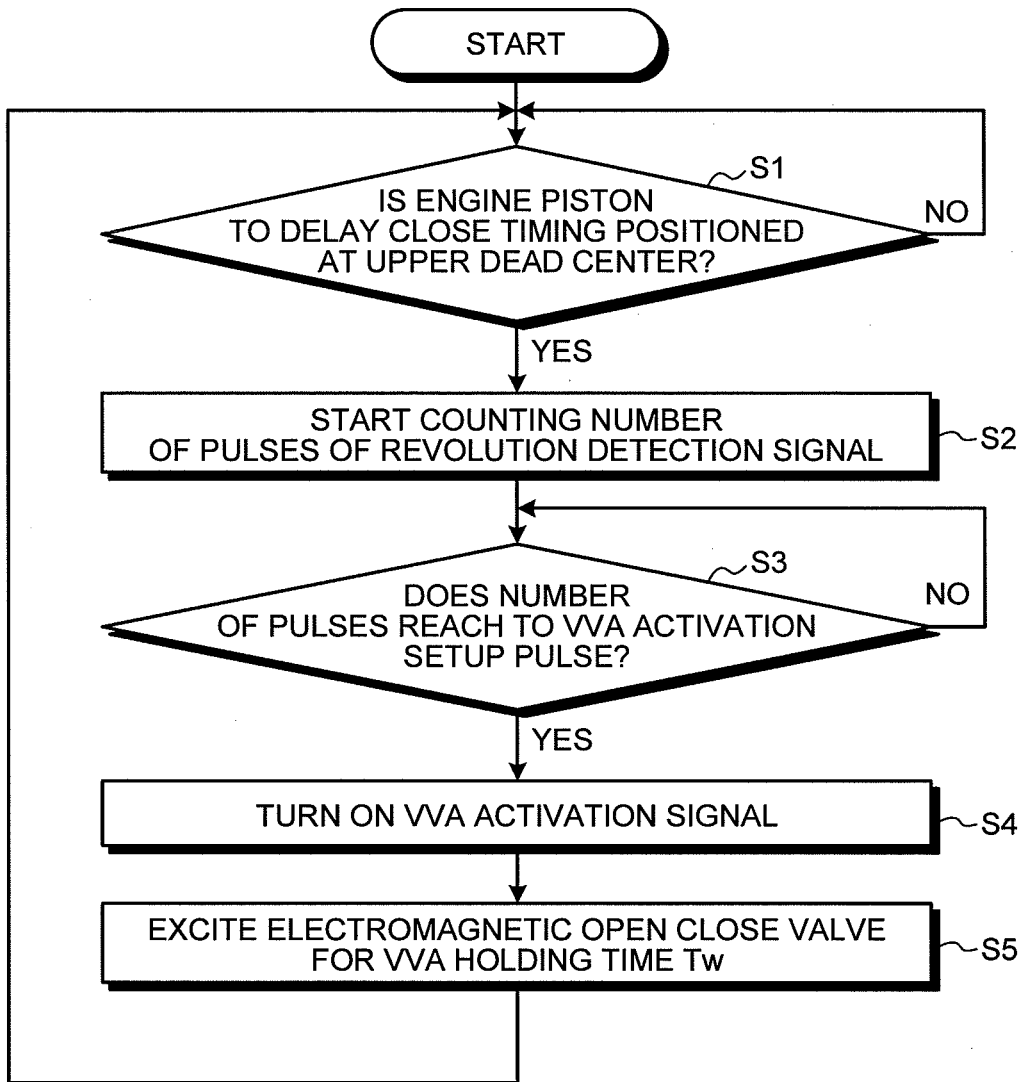 START
S1
IS ENGINE PISTON
TO DELAY CLOSE TIMING POSITIONED
AT UPPER DEAD CENTER?
NO
YES
START COUNTING NUMBER
OF PULSES OF REVOLUTION DETECTION SIGNAL
S2
S3
DOES NUMBER
OF PULSES REACH TO VVA ACTIVATION
SETUP PULSE?
NO
YES
TURN ON VVA ACTIVATION SIGNAL
S4
EXCITE ELECTROMAGNETIC OPEN CLOSE VALVE
FOR VVA HOLDING TIME Tw
S5